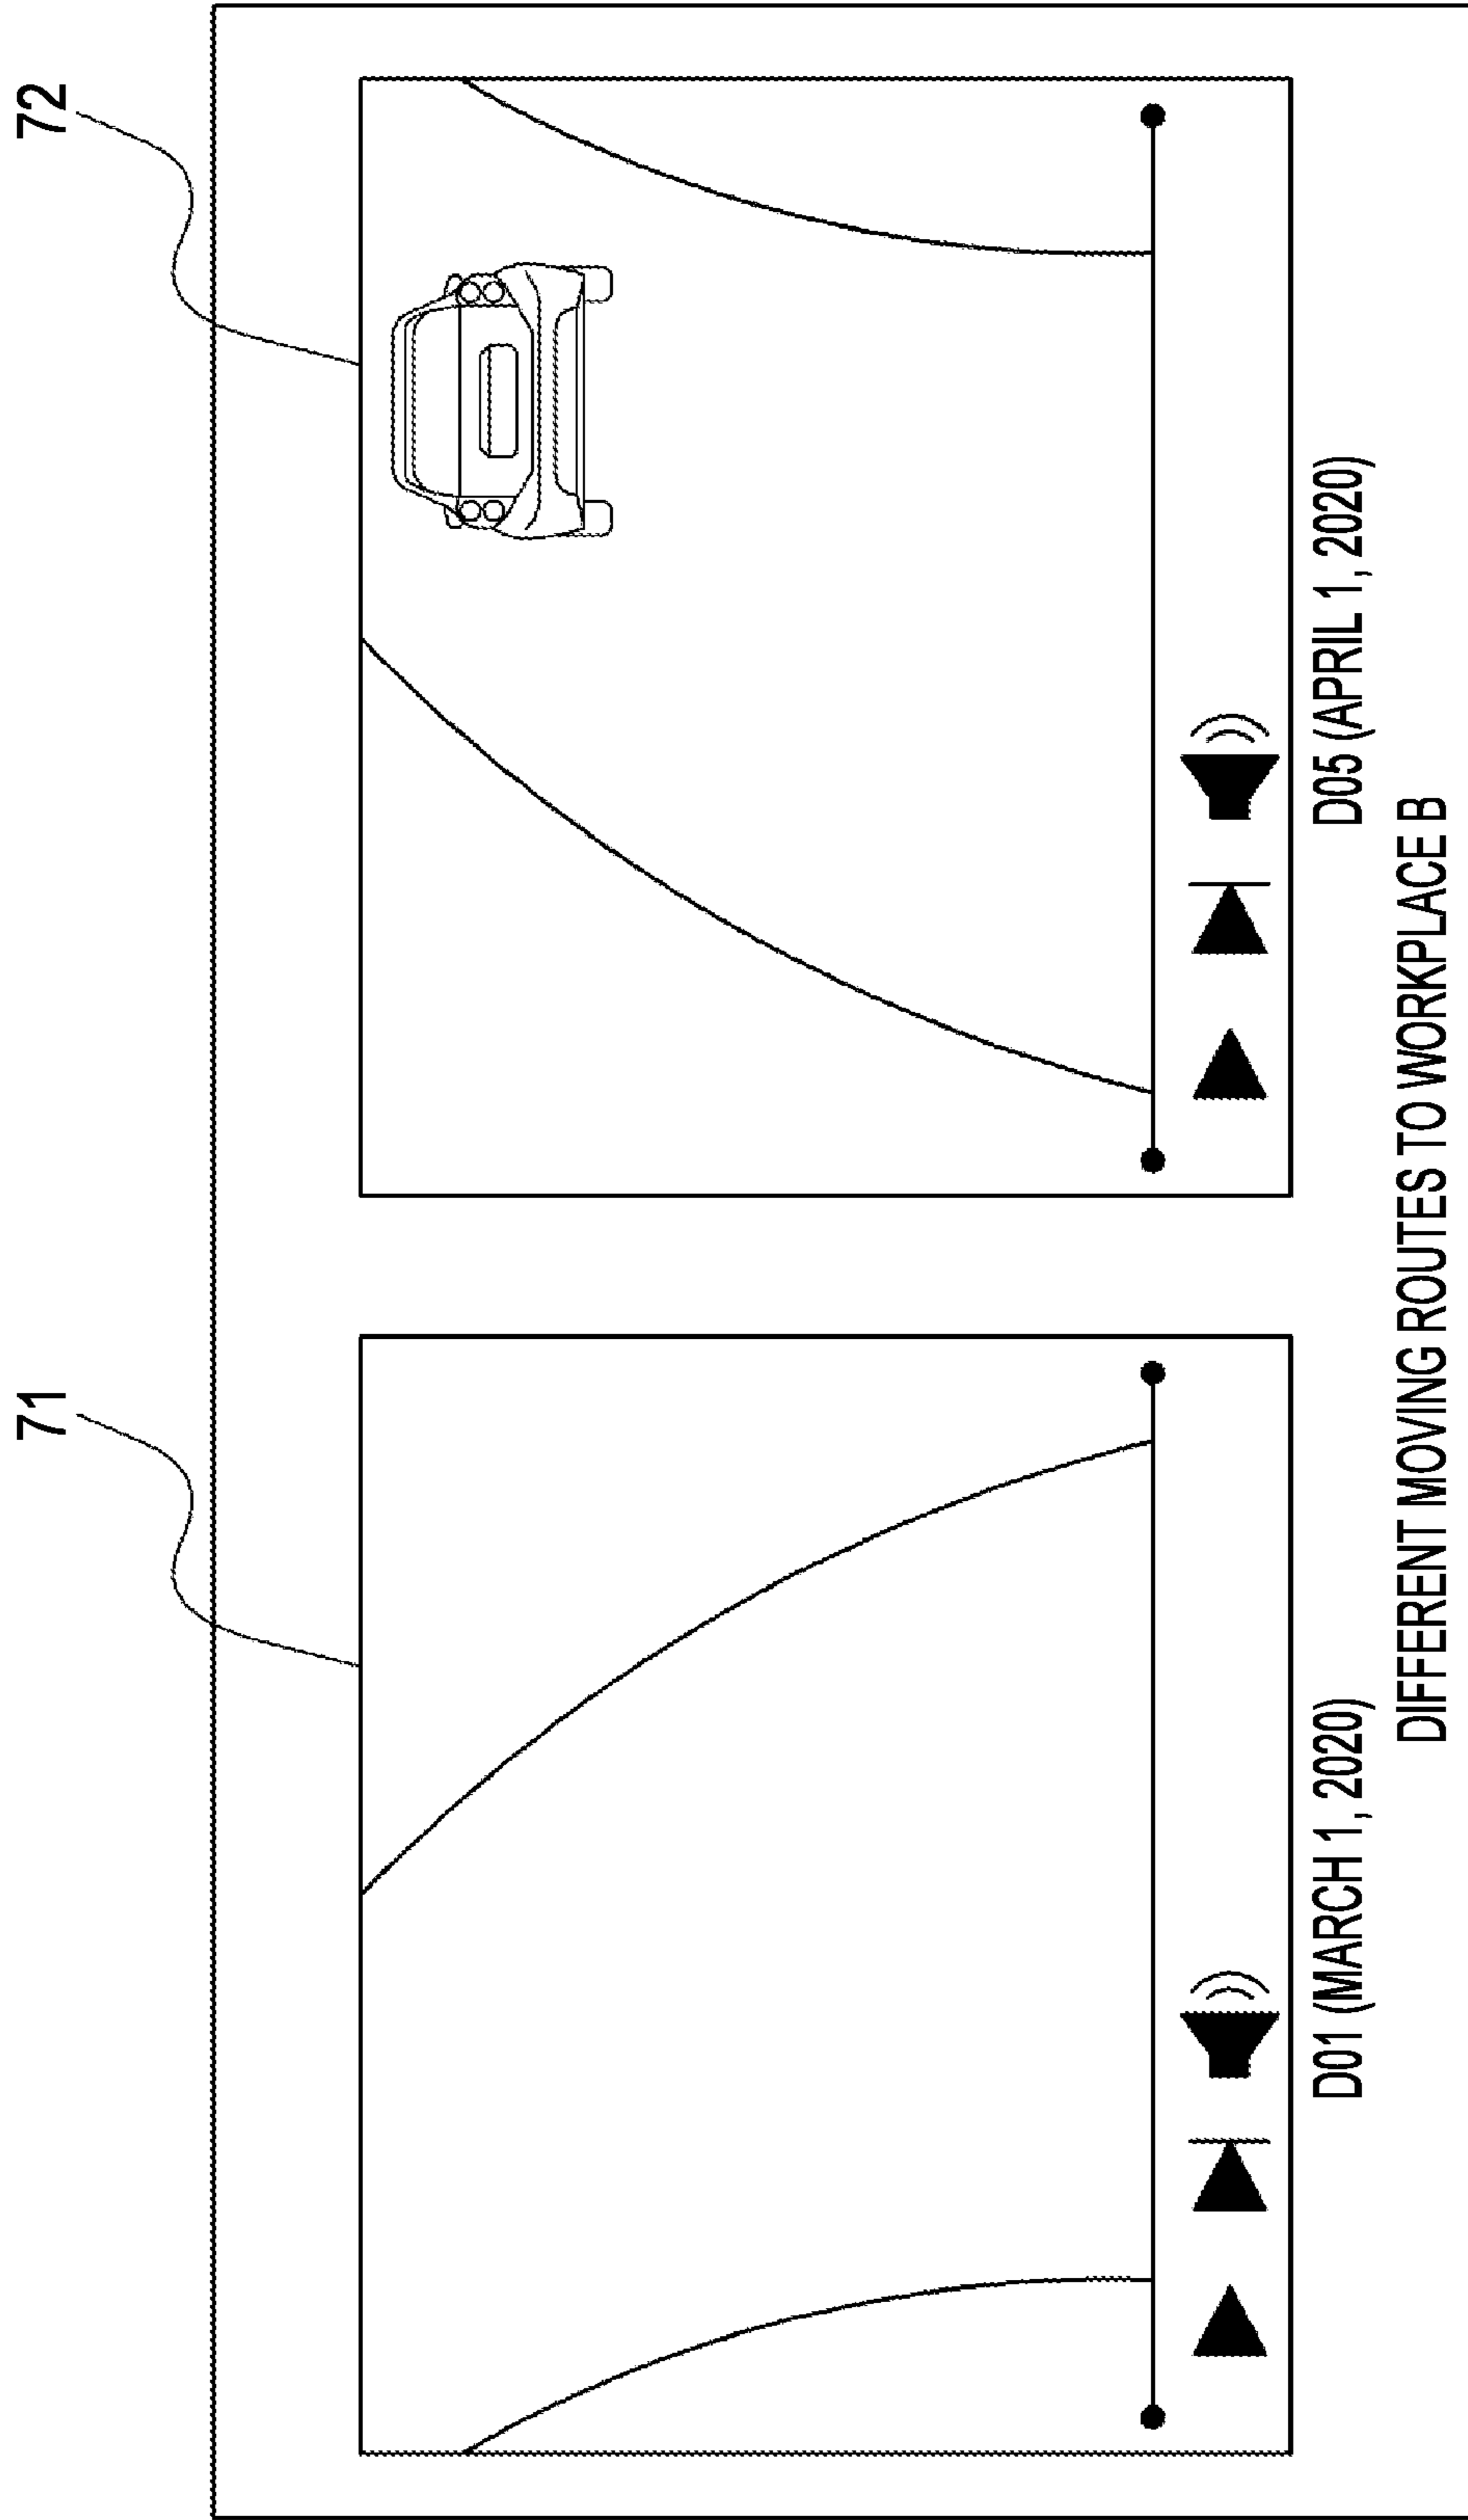 71
72
D01 (MARCH 1, 2020)
D05 (APRIL 1, 2020)
DIFFERENT MOVING ROUTES TO WORKPLACE B